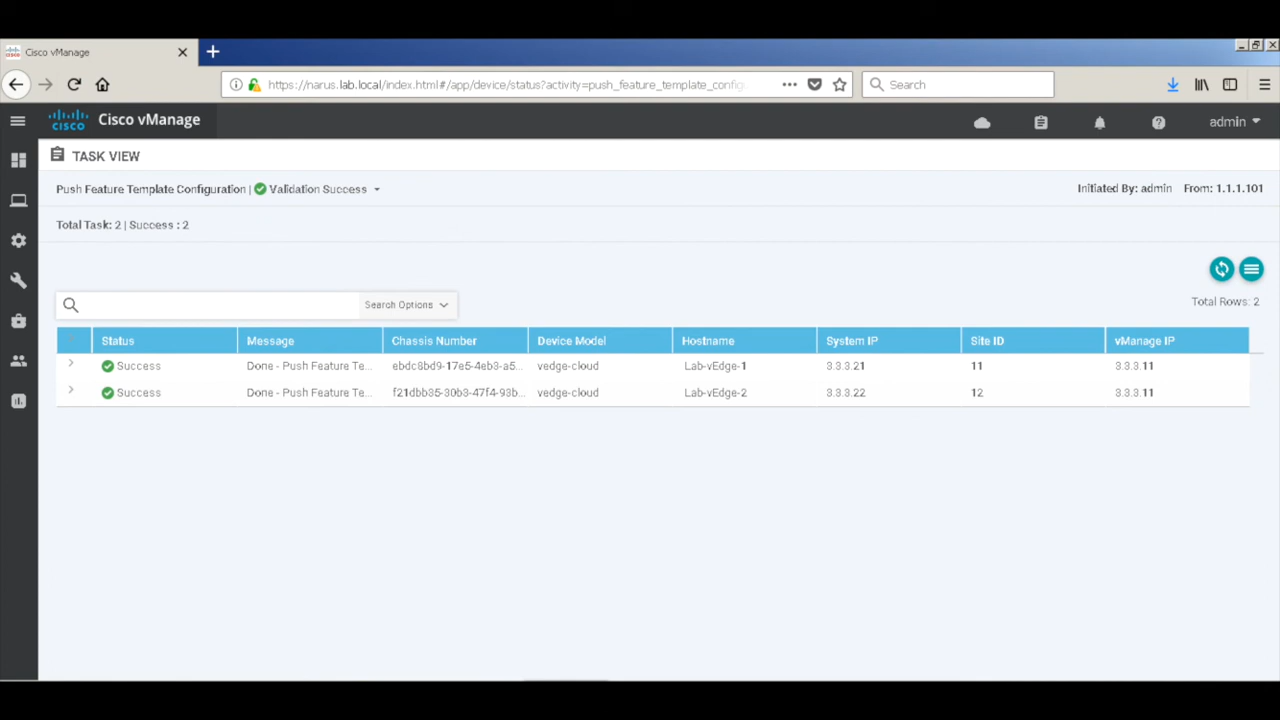 Cisco vManage
https://narus.lab.local/index.html#/app/device/status?activity=push_feature_template_config
Search
CISCO Cisco vManage
admin
TASK VIEW
Push Feature Template Configuration | Validation Success
Initiated By: admin From: 1.1.1.101
Total Task: 2 | Success : 2
Search Options
Total Rows: 2
Status Message Chassis Number Device Model Hostname System IP Site ID vManage IP
Success Done - Push Feature Te... ebdc8bd9-17e5-4eb3-a5... vedge-cloud Lab-vEdge-1 3.3.3.21 11 3.3.3.11
Success Done - Push Feature Te... f21dbb35-30b3-47f4-93b... vedge-cloud Lab-vEdge-2 3.3.3.22 12 3.3.3.11